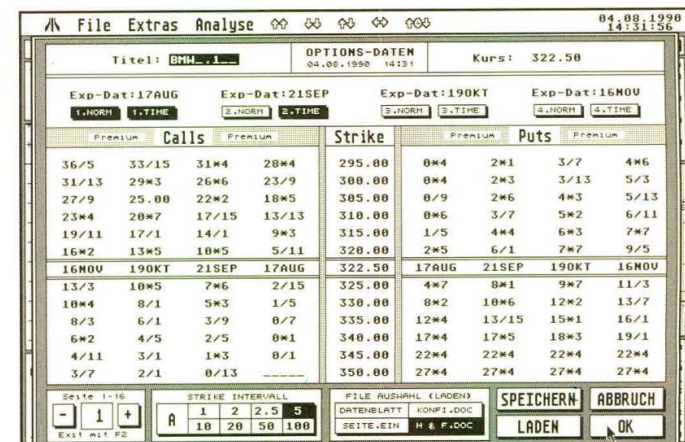 File Extras Analyse 04.08.1990 14:31:56
Titel: BMW_.1__ OPTIONS-DATEN 04.08.1990 14:31 Kurs: 322.50
Exp-Dat:17AUG Exp-Dat:21SEP Exp-Dat:19OKT Exp-Dat:16NOV
1.NORM 1.TIME 2.NORM 2.TIME 3.NORM 3.TIME 4.NORM 4.TIME
Premium Calls Premium Strike Premium Puts Premium
36/5 33/15 31*4 28*4 295.00 0*4 2*1 3/7 4*6
31/13 29*3 26*6 23/9 300.00 0*4 2*3 3/13 5/3
27/9 25.00 22*2 18*5 305.00 0/9 2*6 4*3 5/13
23*4 20*7 17/15 13/13 310.00 0*6 3/7 5*2 6/11
19/11 17/1 14/1 9*3 315.00 1/5 4*4 6*3 7*7
16*2 13*5 10*5 5/11 320.00 2*5 6/1 7*7 9/5
16NOV 19OKT 21SEP 17AUG 322.50 17AUG 21SEP 19OKT 16NOV
13/3 10*5 7*6 2/15 325.00 4*7 8*1 9*7 11/3
10*4 8/1 5*3 1/5 330.00 8*2 10*6 12*2 13/7
8/3 6/1 3/9 0/7 335.00 12*4 13/15 15*1 16/1
6*2 4/5 2/5 0*1 340.00 17*4 17*5 18*3 19/1
4/11 3/1 1*3 0/1 345.00 22*4 22*4 22*4 22*4
3/7 2/1 0/13 _____ 350.00 27*4 27*4 27*4 27*4
Seite 1-16 STRIKE INTERVALL FILE AUSWAHL (LADEN) SPEICHERN ABBRUCH
- 1 + A 1 2 2.5 5 DATENBLATT KONFI.DOC
10 20 50 100 SEITE.EIN H & F.DOC LADEN OK
Exit mit F2